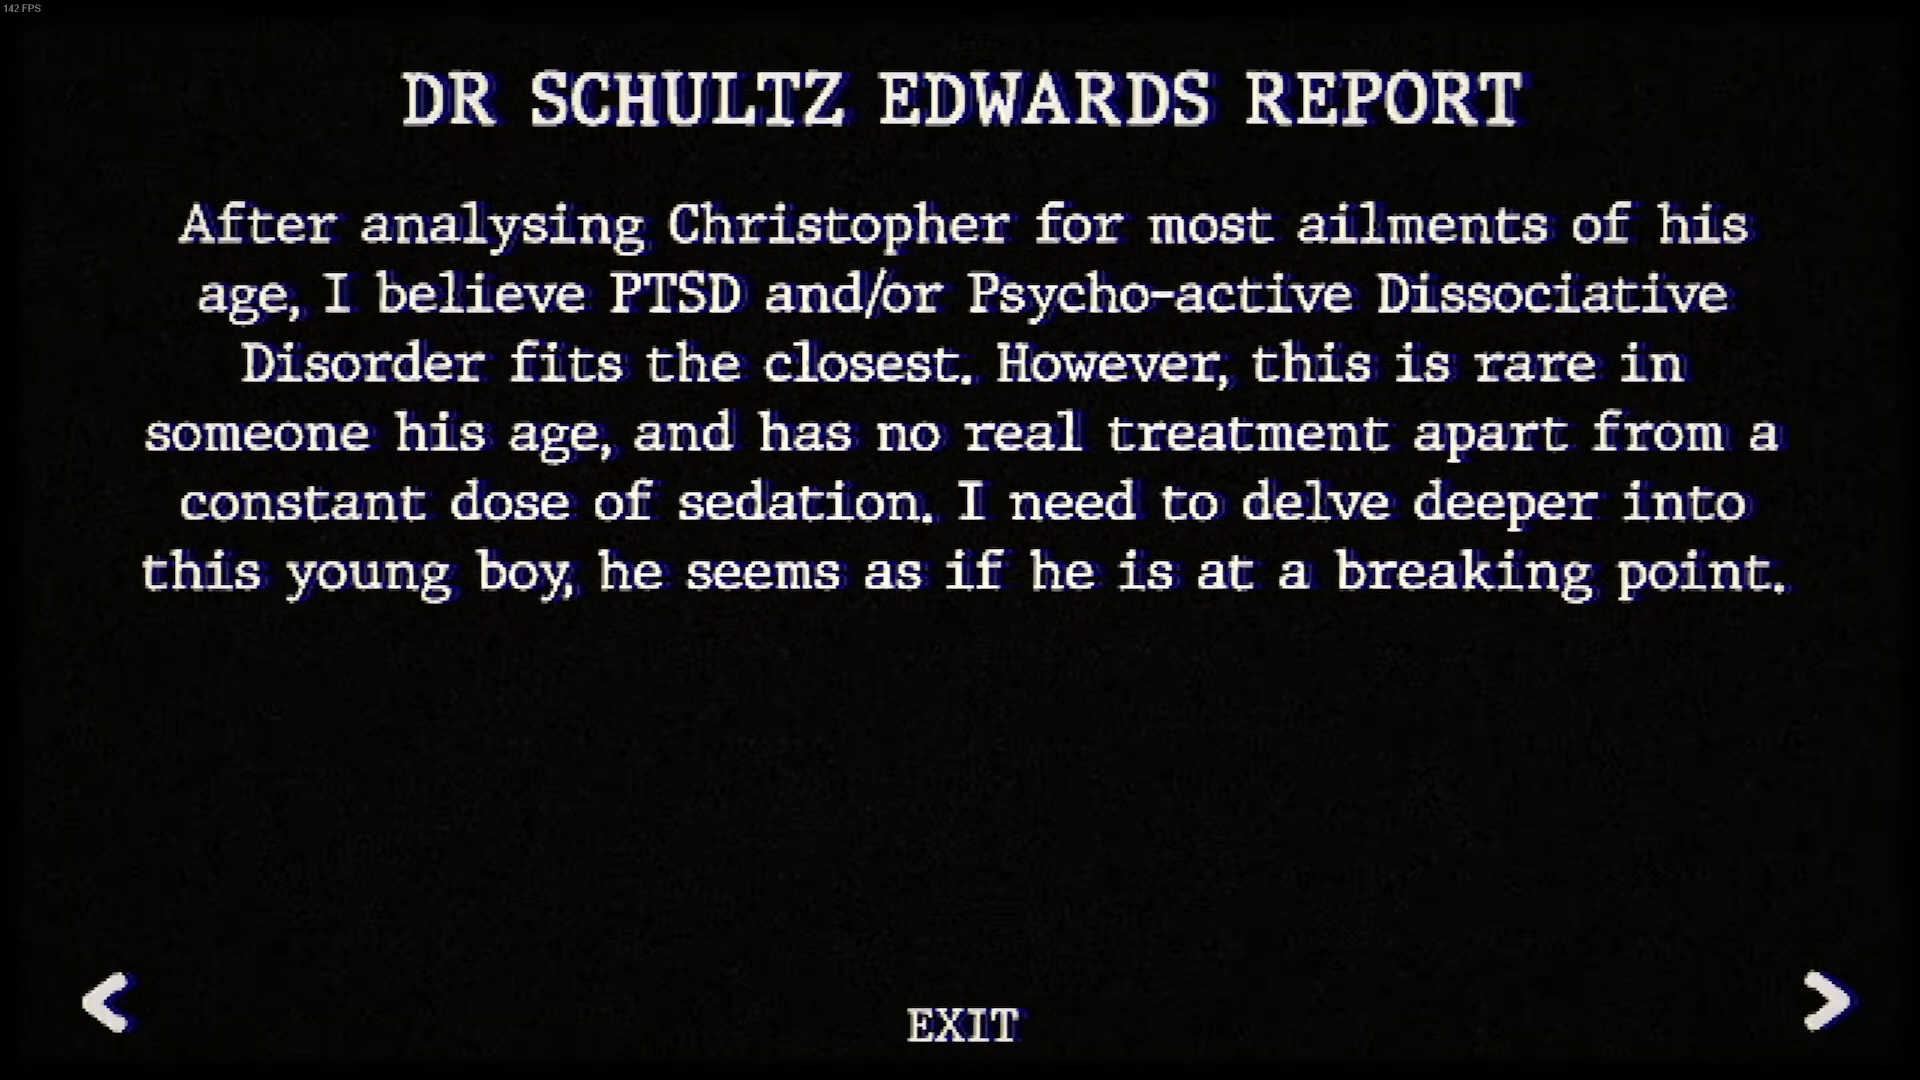 142 FPS
DR SCHULTZ EDWARDS REPORT
After analysing Christopher for most ailments of his
age, I believe PTSD and/or Psycho-active Dissociative
Disorder fits the closest. However, this is rare in
someone his age, and has no real treatment apart from a
constant dose of sedation. I need to delve deeper into
this young boy, he seems as if he is at a breaking point.
<
EXIT
>